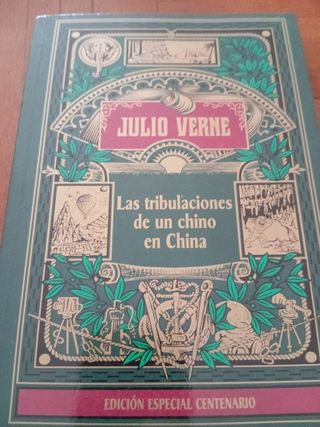 JULIO VERNE
Las tribulaciones
de un chino
en China
EDICIÓN ESPECIAL CENTENARIO